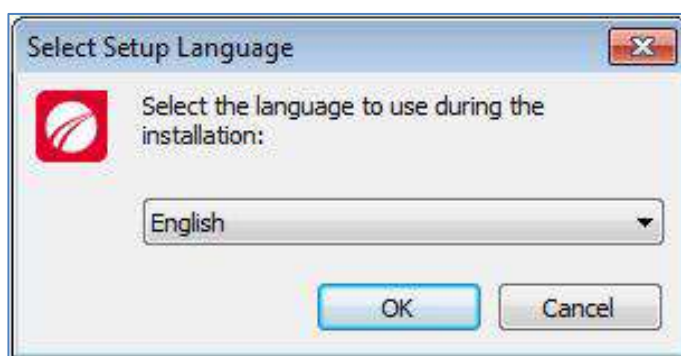 Select Setup Language
Select the language to use during the
installation:
English
OK
Cancel